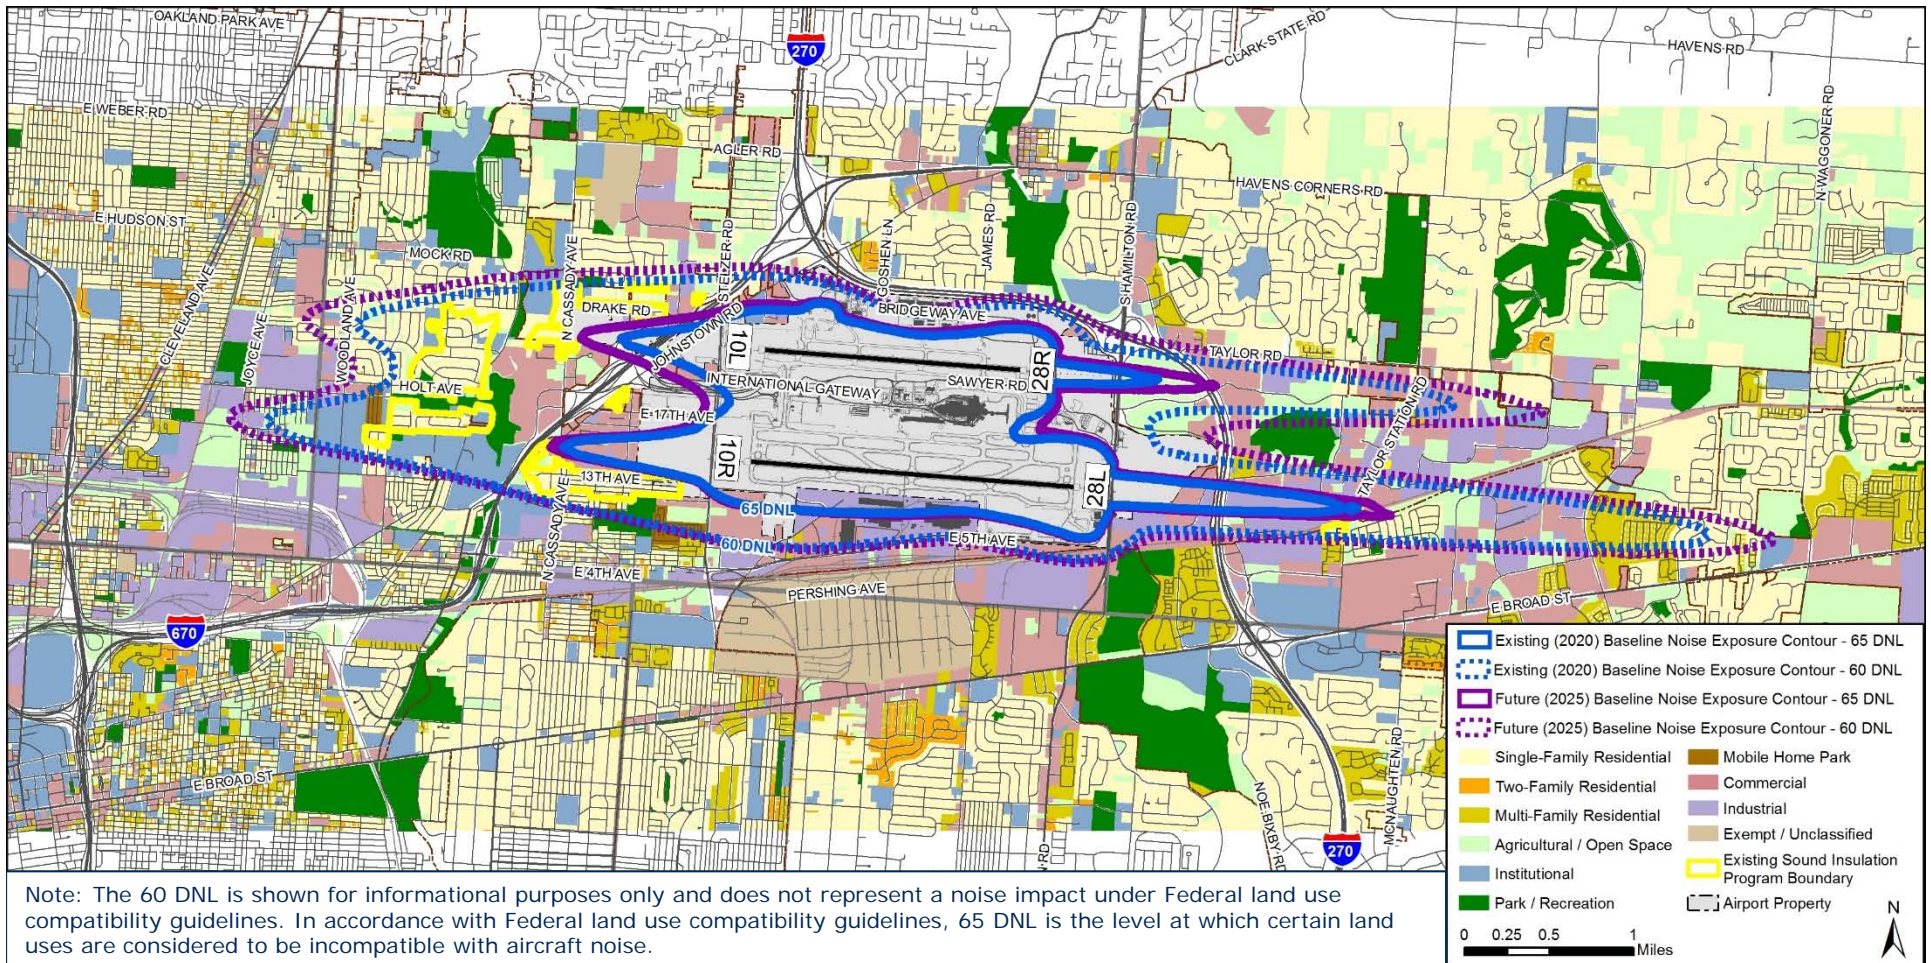 OAKLAND PARK AVE
270
CLARK STATE RD
HAVENS RD
E WEBER RD
AGLER RD
N WAGGONER RD
HAVENS CORNERS RD
E HUDSON ST
MOCK RD
N CASSADY AVE
STELZER RD
GOSHEN LN
JAMES RD
S HAMILTON RD
CLEVELAND AVE
JOYCE AVE
WOODLAND AVE
DRAKE RD
JOHNSTOWN RD
BRIDGEWAY AVE
TAYLOR RD
10L
28R
HOLT AVE
INTERNATIONAL GATEWAY
SAWYER RD
E 17TH AVE
TAYLOR STATION RD
10R
28L
13TH AVE
N CASSADY AVE
65 DNL
60 DNL
E 5TH AVE
E 4TH AVE
PERSHING AVE
E BROAD ST
670
E BROAD ST
NOE BIXBY RD
MCNAUGHTEN RD
270
N RD
Existing (2020) Baseline Noise Exposure Contour - 65 DNL
Existing (2020) Baseline Noise Exposure Contour - 60 DNL
Future (2025) Baseline Noise Exposure Contour - 65 DNL
Future (2025) Baseline Noise Exposure Contour - 60 DNL
Single-Family Residential
Two-Family Residential
Multi-Family Residential
Agricultural / Open Space
Institutional
Park / Recreation
Mobile Home Park
Commercial
Industrial
Exempt / Unclassified
Existing Sound Insulation
Program Boundary
Airport Property
N
0 0.25 0.5 1
Miles
Note: The 60 DNL is shown for informational purposes only and does not represent a noise impact under Federal land use
compatibility guidelines. In accordance with Federal land use compatibility guidelines, 65 DNL is the level at which certain land
uses are considered to be incompatible with aircraft noise.